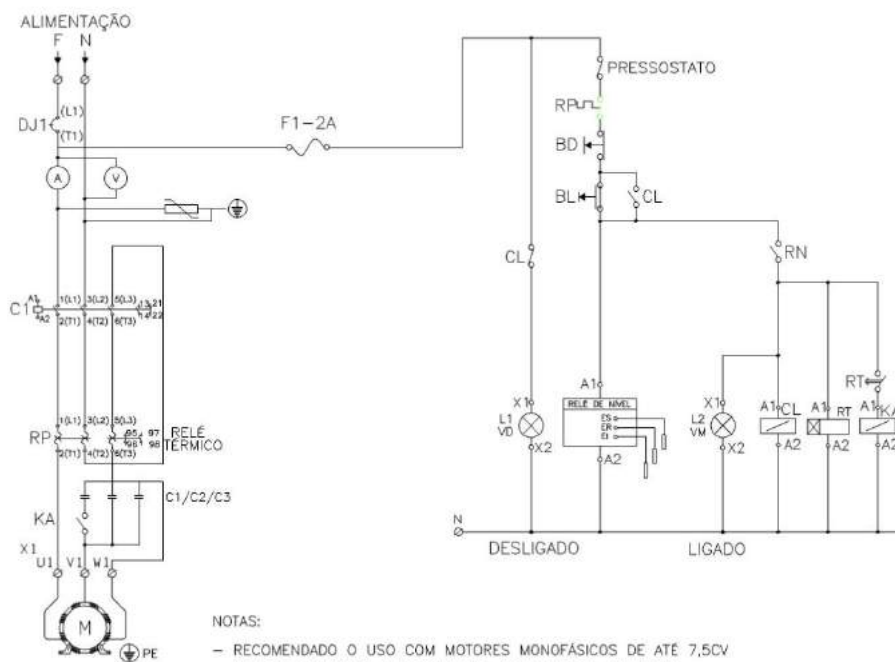 ALIMENTAÇÃO
F N
(L1)
DJ1
(T1)
A V
F1-2A
PRESSOSTATO
RP
BD
BL CL
CL
RN
A1
C1
A2
1(L1) 3(L2) 5(L3) 13 21
2(T1) 4(T2) 6(T3) 14 22
RT
1(L1) 3(L2) 5(L3)
RP
95 97
96 98
2(T1) 4(T2) 6(T3)
RELÉ
TÉRMICO
C1/C2/C3
KA
X1
U1 V1 W1
M
PE
X1
L1
VD
X2
A1
RELÉ DE NÍVEL
ES
ER
EI
A2
X1
L2
VM
X2
A1 CL
A2
A1 RT
A2
A1 KA
A2
N
DESLIGADO LIGADO
NOTAS:
– RECOMENDADO O USO COM MOTORES MONOFÁSICOS DE ATÉ 7,5CV